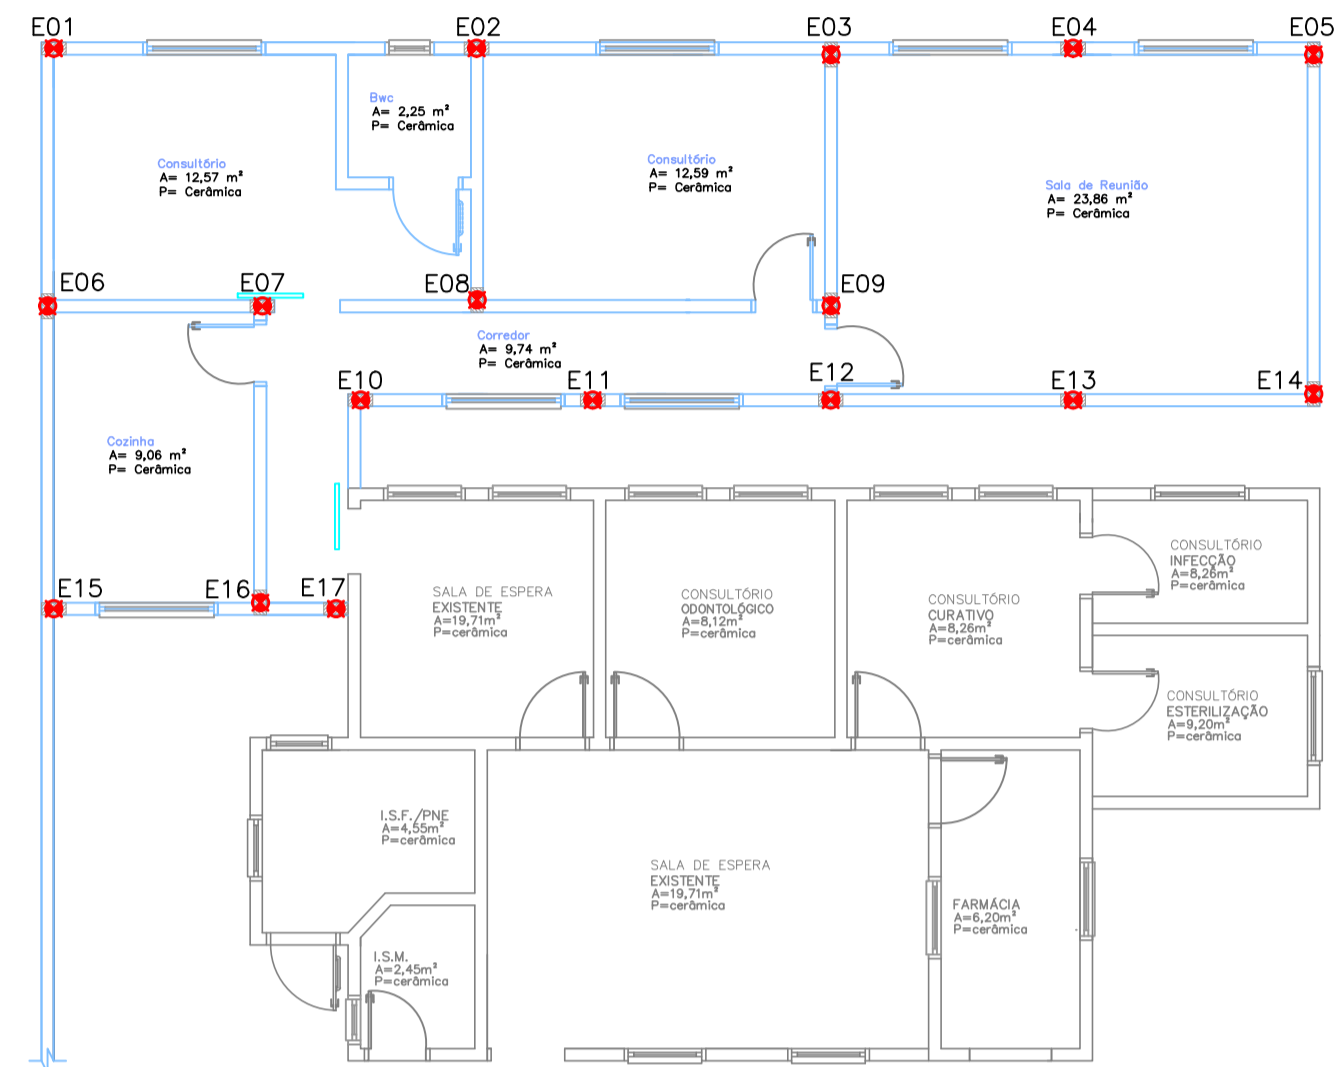 E01
E02
E03
E04
E05
Bwc
A= 2,25 m²
P= Cerâmica
Consultório
A= 12,57 m²
P= Cerâmica
Consultório
A= 12,59 m²
P= Cerâmica
Sala de Reunião
A= 23,86 m²
P= Cerâmica
E06
E07
E08
E09
Corredor
A= 9,74 m²
P= Cerâmica
E10
E11
E12
E13
E14
Cozinha
A= 9,06 m²
P= Cerâmica
E15
E16
E17
SALA DE ESPERA
EXISTENTE
A=19,71m²
P=cerâmica
CONSULTÓRIO
ODONTOLÓGICO
A=8,12m²
P=cerâmica
CONSULTÓRIO
CURATIVO
A=8,26m²
P=cerâmica
CONSULTÓRIO
INFECÇÃO
A=8,26m²
P=cerâmica
CONSULTÓRIO
ESTERILIZAÇÃO
A=9,20m²
P=cerâmica
I.S.F./PNE
A=4,55m²
P=cerâmica
SALA DE ESPERA
EXISTENTE
A=19,71m²
P=cerâmica
FARMÁCIA
A=6,20m²
P=cerâmica
I.S.M.
A=2,45m²
P=cerâmica